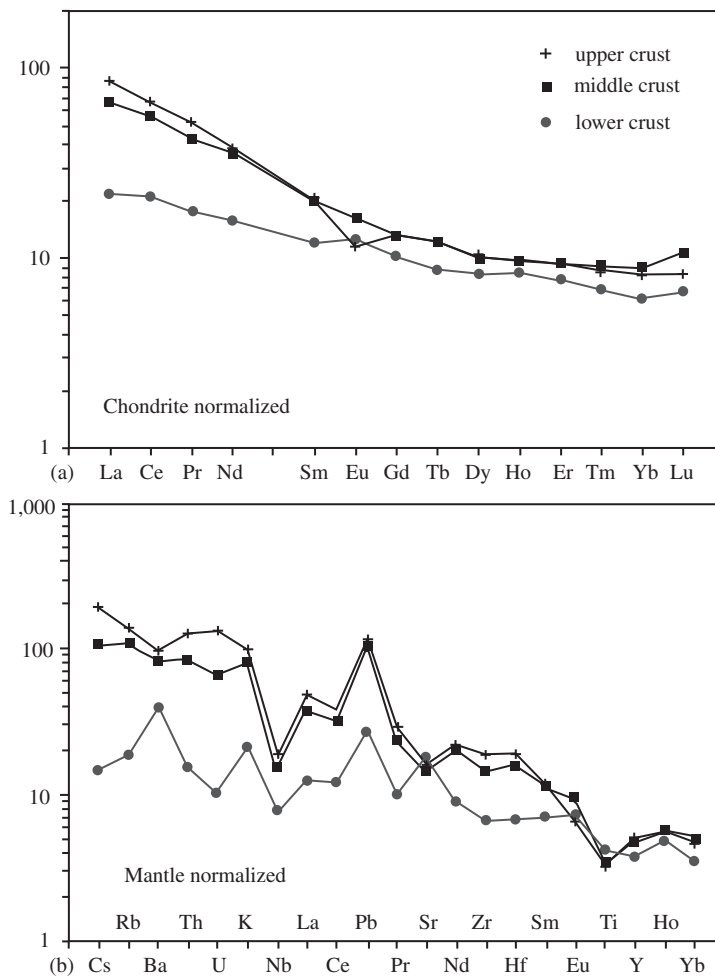 100
10
1
upper crust
middle crust
lower crust
Chondrite normalized
(a) La Ce Pr Nd Sm Eu Gd Tb Dy Ho Er Tm Yb Lu
1,000
100
10
1
Mantle normalized
Rb Th K La Pb Sr Zr Sm Ti Ho
(b) Cs Ba U Nb Ce Pr Nd Hf Eu Y Yb